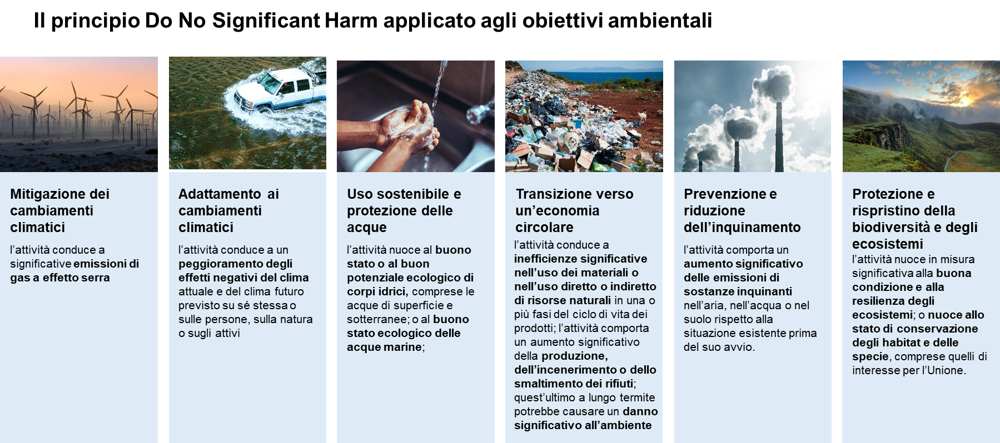 Il principio Do No Significant Harm applicato agli obiettivi ambientali
Mitigazione dei
cambiamenti
climatici
l’attività conduce a
significative emissioni di
gas a effetto serra
Adattamento ai
cambiamenti
climatici
l’attività conduce a un
peggioramento degli
effetti negativi del clima
attuale e del clima futuro
previsto su sé stessa o
sulle persone, sulla natura
o sugli attivi
Uso sostenibile e
protezione delle
acque
l’attività nuoce al buono
stato o al buon
potenziale ecologico di
corpi idrici, comprese le
acque di superficie e
sotterranee; o al buono
stato ecologico delle
acque marine;
Transizione verso
un’economia
circolare
l’attività conduce a
inefficienze significative
nell’uso dei materiali o
nell’uso diretto o indiretto
di risorse naturali in una o
più fasi del ciclo di vita dei
prodotti; l’attività comporta
un aumento significativo
della produzione,
dell’incenerimento o dello
smaltimento dei rifiuti;
quest’ultimo a lungo termite
potrebbe causare un danno
significativo all’ambiente
Prevenzione e
riduzione
dell’inquinamento
l’attività comporta un
aumento significativo
delle emissioni di
sostanze inquinanti
nell’aria, nell’acqua o nel
suolo rispetto alla
situazione esistente prima
del suo avvio.
Protezione e
rispristino della
biodiversità e degli
ecosistemi
l’attività nuoce in misura
significativa alla buona
condizione e alla
resilienza degli
ecosistemi; o nuoce allo
stato di conservazione
degli habitat e delle
specie, comprese quelli di
interesse per l’Unione.